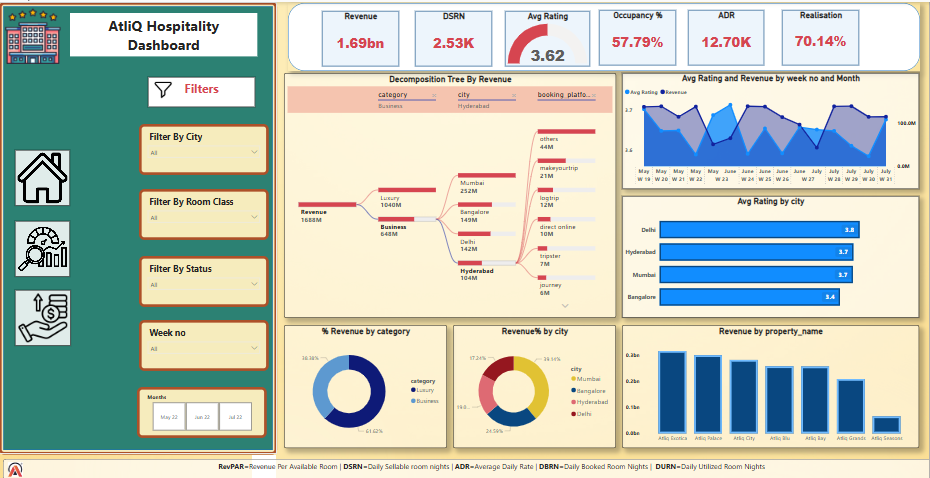 AtliQ Hospitality
Dashboard
Filters
Filter By City
All
Filter By Room Class
All
Filter By Status
All
Week no
All
Months
May 22
Jun 22
Jul 22
Revenue
1.69bn
DSRN
2.53K
Avg Rating
3.62
Occupancy %
57.79%
ADR
12.70K
Realisation
70.14%
Decomposition Tree By Revenue
category
Business
city
Hyderabad
booking_platfo...
Revenue
1688M
Luxury
1040M
Business
648M
Mumbai
252M
Bangalore
149M
Delhi
142M
Hyderabad
104M
others
44M
makeyourtrip
21M
logtrip
12M
direct online
10M
tripster
7M
journey
6M
Avg Rating and Revenue by week no and Month
Avg Rating
Revenue
3.7
3.6
100.0M
0.0M
May May May May June June June June June July July July July
W 19 W 20 W 21 W 22 W 23 W 24 W 25 W 26 W 27 W 28 W 29 W 30 W 31
Avg Rating by city
Delhi
3.8
Hyderabad
3.7
Mumbai
3.7
Bangalore
3.4
% Revenue by category
38.38%
61.62%
category
Luxury
Business
Revenue% by city
17.24%
39.14%
19.0...
24.59%
city
Mumbai
Bangalore
Hyderabad
Delhi
Revenue by property_name
0.3bn
0.2bn
0.1bn
0.0bn
Atliq Exotica
Atliq Palace
Atliq City
Atliq Blu
Atliq Bay
Atliq Grands
Atliq Seasons
RevPAR=Revenue Per Available Room | DSRN=Daily Sellable room nights | ADR=Average Daily Rate | DBRN=Daily Booked Room Nights | DURN=Daily Utilized Room Nights